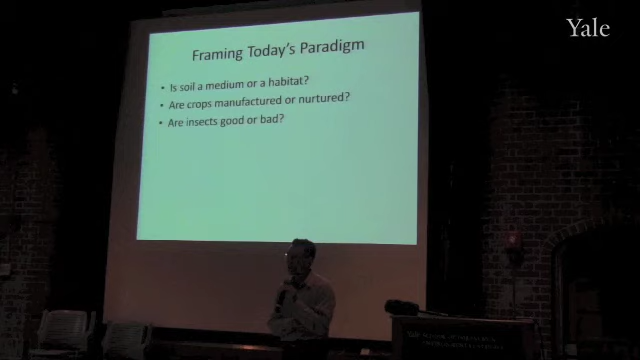 Yale
Framing Today's Paradigm
• Is soil a medium or a habitat?
• Are crops manufactured or nurtured?
• Are insects good or bad?